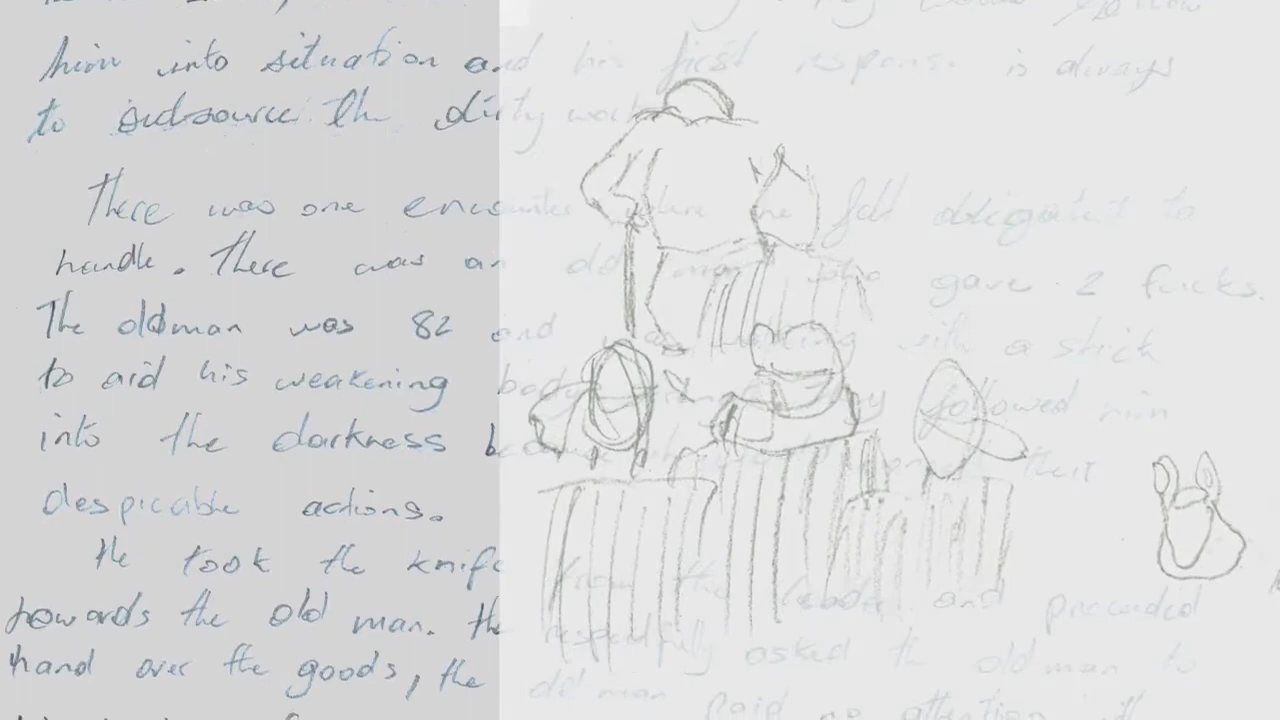 him into situation and his first response is always
to outsource the dirty work
There was one encounter where he felt obligated to
handle. There was an old man who gave 2 fucks.
The oldman was 82 and was walking with a stick
to aid his weakening body. They followed him
into the darkness their
despicable actions.
He took the knife from the leader and proceeded
towards the old man. He respectfully asked the old man to
hand over the goods, the old man paid no attention